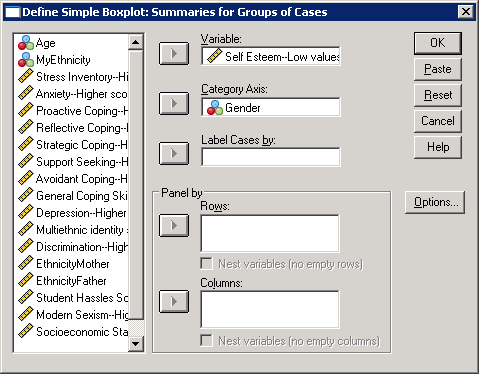 Define Simple Boxplot: Summaries for Groups of Cases
Age
MyEthnicity
Stress Inventory--Hi
Anxiety--Higher sco
Proactive Coping--H
Reflective Coping--H
Strategic Coping--H
Support Seeking--H
Avoidant Coping--H
General Coping Ski
Depression--Higher
Multiethnic identity s
Discrimination--High
EthnicityMother
EthnicityFather
Student Hassles Sc
Modern Sexism--Hig
Socioeconomic Sta
Variable:
Self Esteem--Low values
Category Axis:
Gender
Label Cases by:
Panel by
Rows:
Nest variables (no empty rows)
Columns:
Nest variables (no empty columns)
OK
Paste
Reset
Cancel
Help
Options...